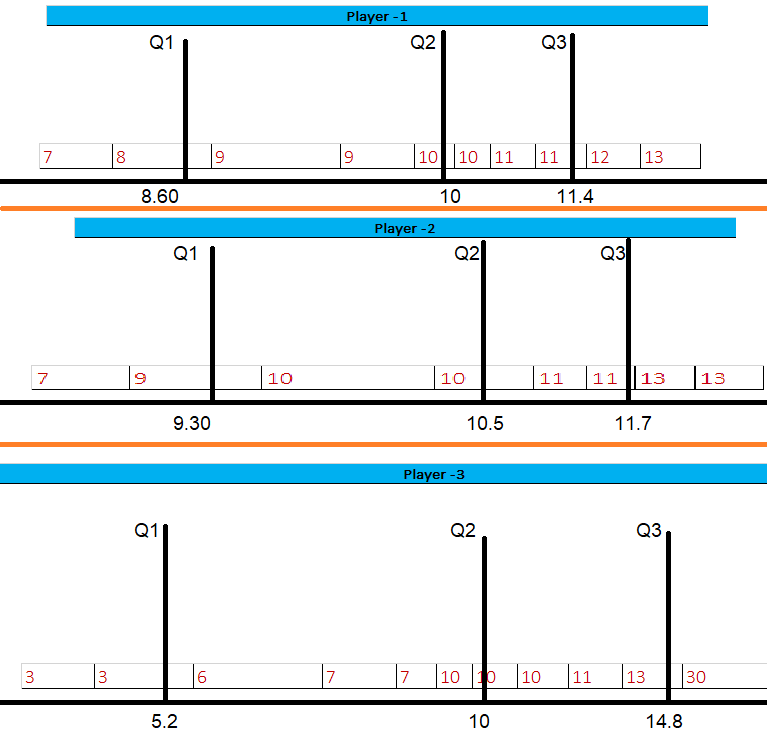 Player -1
Q1 Q2 Q3
7 8 9 9 10 10 11 11 12 13
8.60 10 11.4
Player -2
Q1 Q2 Q3
7 9 10 10 11 11 13 13
9.30 10.5 11.7
Player -3
Q1 Q2 Q3
3 3 6 7 7 10 10 10 11 13 30
5.2 10 14.8